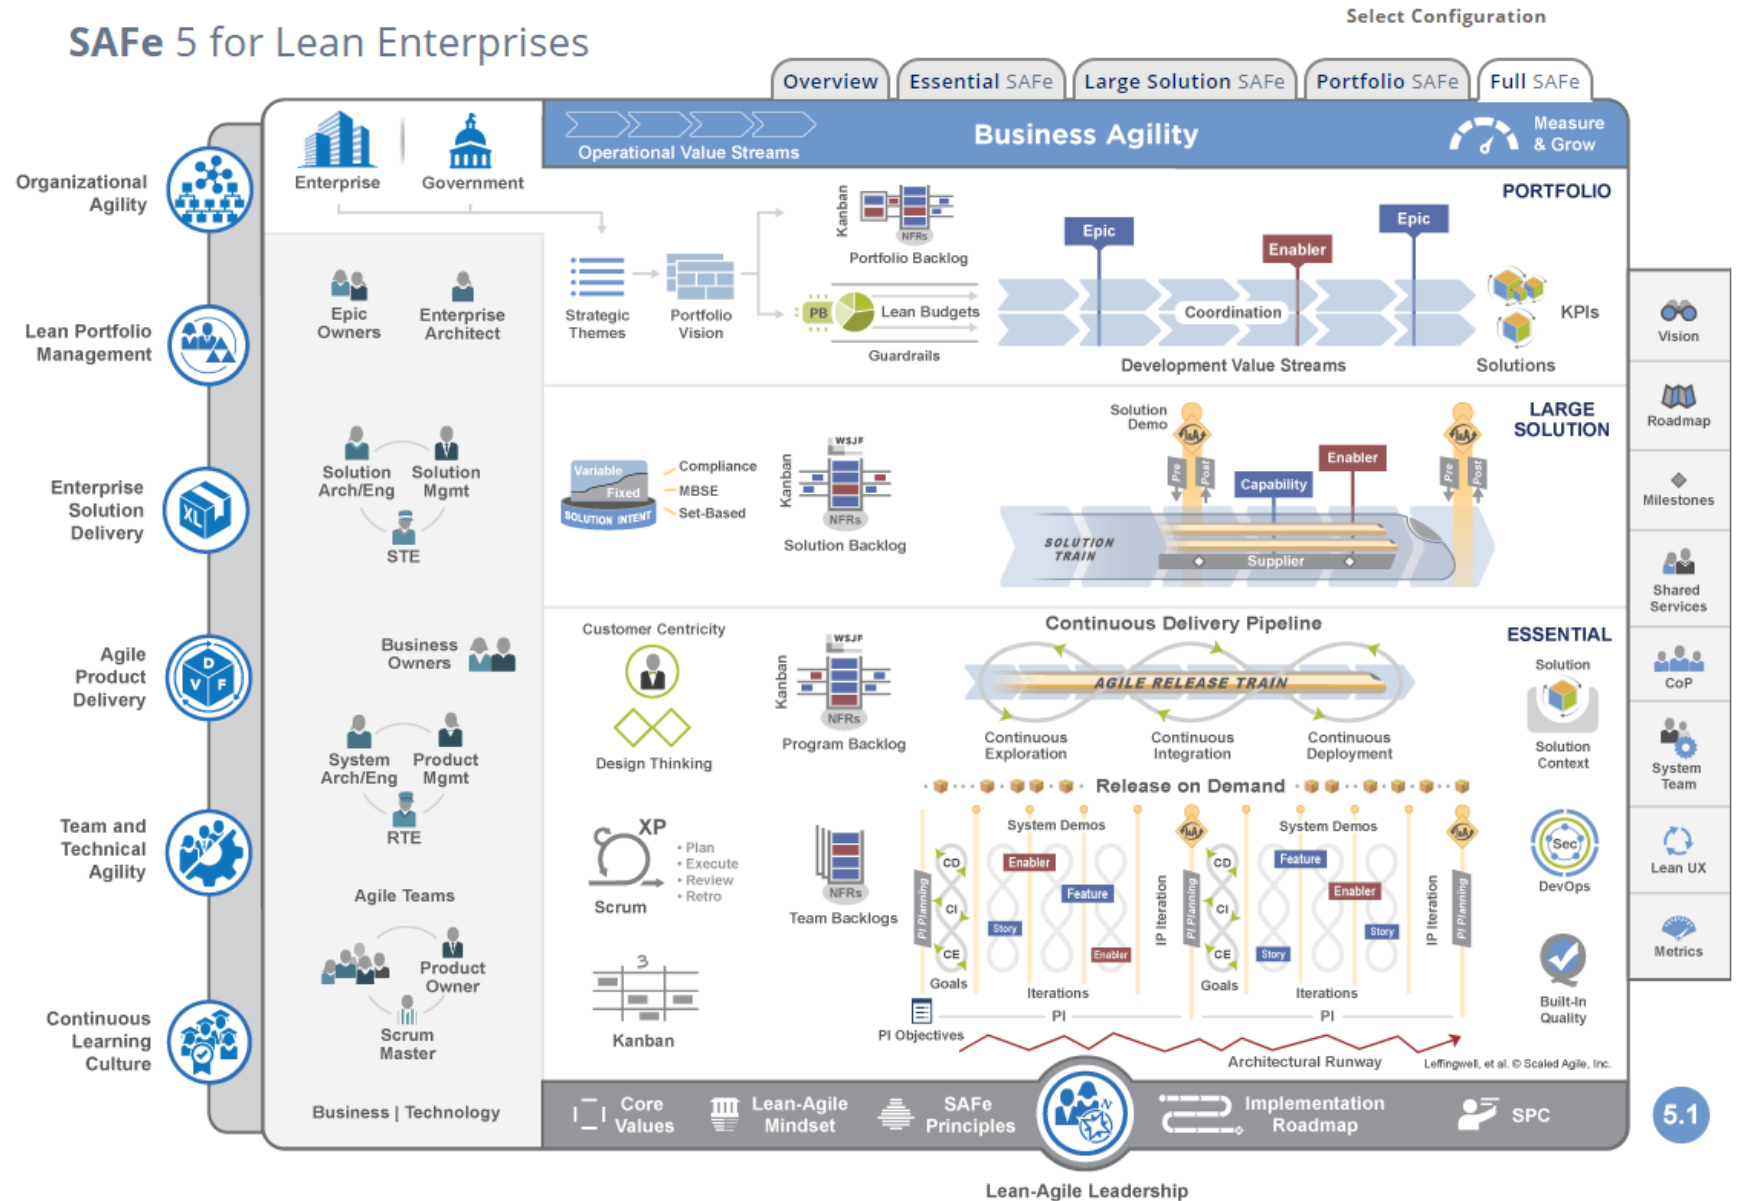 Select Configuration
SAFe 5 for Lean Enterprises
Overview
Essential SAFe
Large Solution SAFe
Portfolio SAFe
Full SAFe
Organizational
Agility
Lean Portfolio
Management
Enterprise
Solution
Delivery
XL
Agile
Product
Delivery
D
V F
Team and
Technical
Agility
Continuous
Learning
Culture
Enterprise
Government
Operational Value Streams
Business Agility
Measure
& Grow
PORTFOLIO
Epic
Owners
Enterprise
Architect
Strategic
Themes
Portfolio
Vision
Kanban
NFRs
Portfolio Backlog
PB
Lean Budgets
Guardrails
Epic
Enabler
Epic
Coordination
Development Value Streams
KPIs
Solutions
LARGE
SOLUTION
Solution
Arch/Eng
Solution
Mgmt
STE
Variable
Fixed
SOLUTION INTENT
Compliance
MBSE
Set-Based
WSJF
Kanban
NFRs
Solution Backlog
Solution
Demo
I&A
Pre
Post
Capability
Enabler
I&A
Pre
Post
SOLUTION
TRAIN
Supplier
ESSENTIAL
Business
Owners
System
Arch/Eng
Product
Mgmt
RTE
Agile Teams
Product
Owner
Scrum
Master
Business | Technology
Customer Centricity
Design Thinking
WSJF
Kanban
NFRs
Program Backlog
Continuous Delivery Pipeline
AGILE RELEASE TRAIN
Continuous
Exploration
Continuous
Integration
Continuous
Deployment
Release on Demand
XP
• Plan
• Execute
• Review
• Retro
Scrum
3
Kanban
NFRs
Team Backlogs
PI Planning
CD
CI
CE
Goals
System Demos
Enabler
Feature
Story
Enabler
Iterations
IP Iteration
I&A
PI Planning
CD
CI
CE
Goals
System Demos
Feature
Enabler
Story
Story
Iterations
IP Iteration
I&A
PI Planning
PI
PI
PI Objectives
Architectural Runway
Solution
Solution
Context
Sec
DevOps
Built-In
Quality
Leffingwell, et al. © Scaled Agile, Inc.
Vision
Roadmap
Milestones
Shared
Services
CoP
System
Team
Lean UX
Metrics
Core
Values
Lean-Agile
Mindset
SAFe
Principles
N
Implementation
Roadmap
SPC
5.1
Lean-Agile Leadership